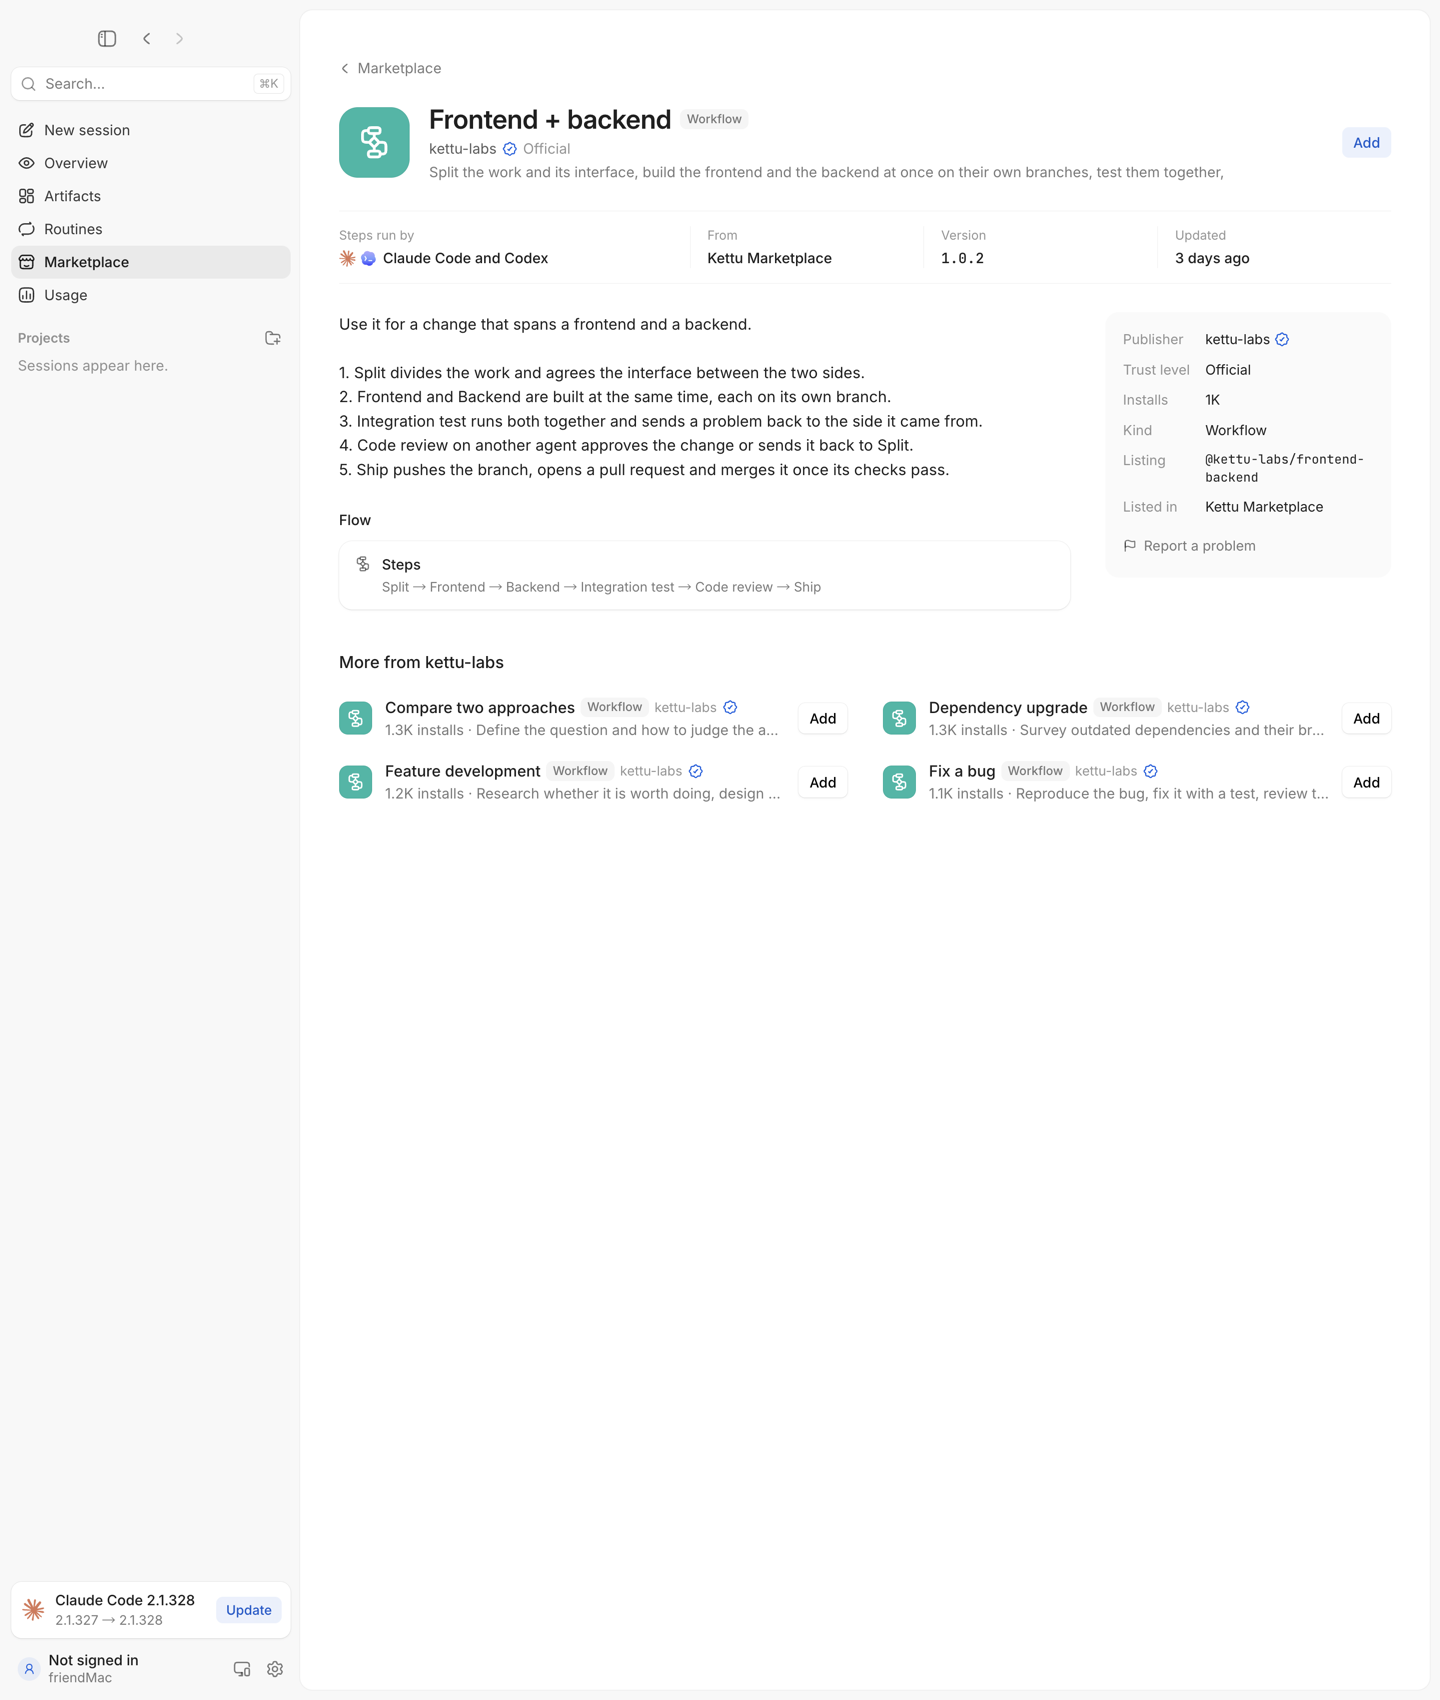 Search...
⌘K
New session
Overview
Artifacts
Routines
Marketplace
Usage
Projects
Sessions appear here.
Claude Code 2.1.328
2.1.327 → 2.1.328
Update
Not signed in
friendMac
Marketplace
Frontend + backend
Workflow
kettu-labs Official
Split the work and its interface, build the frontend and the backend at once on their own branches, test them together,
Add
Steps run by
Claude Code and Codex
From
Kettu Marketplace
Version
1.0.2
Updated
3 days ago
Use it for a change that spans a frontend and a backend.
1. Split divides the work and agrees the interface between the two sides.
2. Frontend and Backend are built at the same time, each on its own branch.
3. Integration test runs both together and sends a problem back to the side it came from.
4. Code review on another agent approves the change or sends it back to Split.
5. Ship pushes the branch, opens a pull request and merges it once its checks pass.
Flow
Steps
Split → Frontend → Backend → Integration test → Code review → Ship
Publisher kettu-labs
Trust level Official
Installs 1K
Kind Workflow
Listing @kettu-labs/frontend-
backend
Listed in Kettu Marketplace
Report a problem
More from kettu-labs
Compare two approaches Workflow kettu-labs
1.3K installs · Define the question and how to judge the a...
Add
Dependency upgrade Workflow kettu-labs
1.3K installs · Survey outdated dependencies and their br...
Add
Feature development Workflow kettu-labs
1.2K installs · Research whether it is worth doing, design ...
Add
Fix a bug Workflow kettu-labs
1.1K installs · Reproduce the bug, fix it with a test, review t...
Add